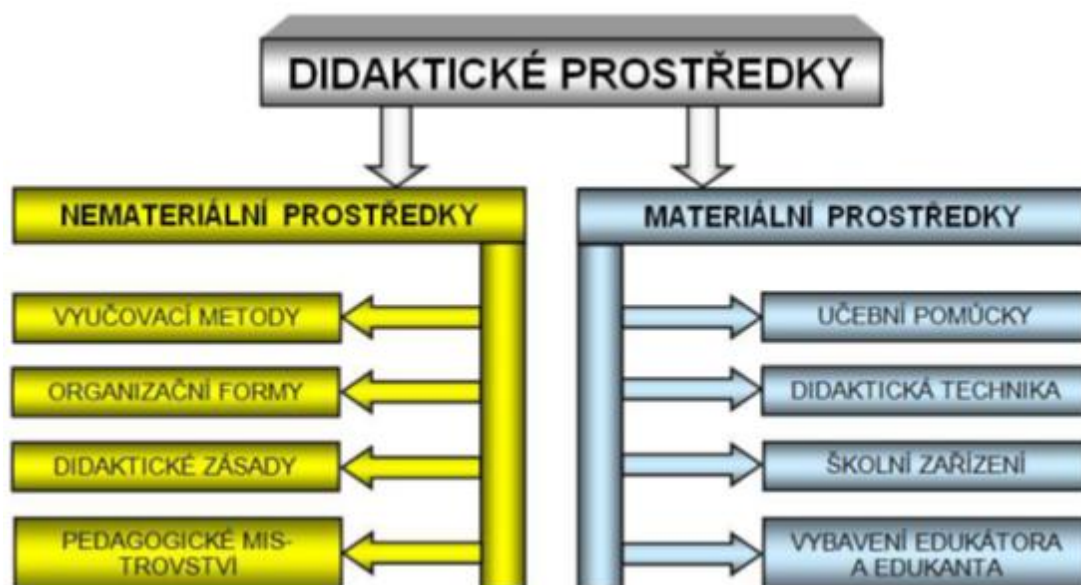 DIDAKTICKÉ PROSTŘEDKY
NEMATERIÁLNÍ PROSTŘEDKY
VYUČOVACÍ METODY
ORGANIZAČNÍ FORMY
DIDAKTICKÉ ZÁSADY
PEDAGOGICKÉ MIS-
TROVSTVÍ
MATERIÁLNÍ PROSTŘEDKY
UČEBNÍ POMŮCKY
DIDAKTICKÁ TECHNIKA
ŠKOLNÍ ZAŘÍZENÍ
VYBAVENÍ EDUKÁTORA
A EDUKANTA